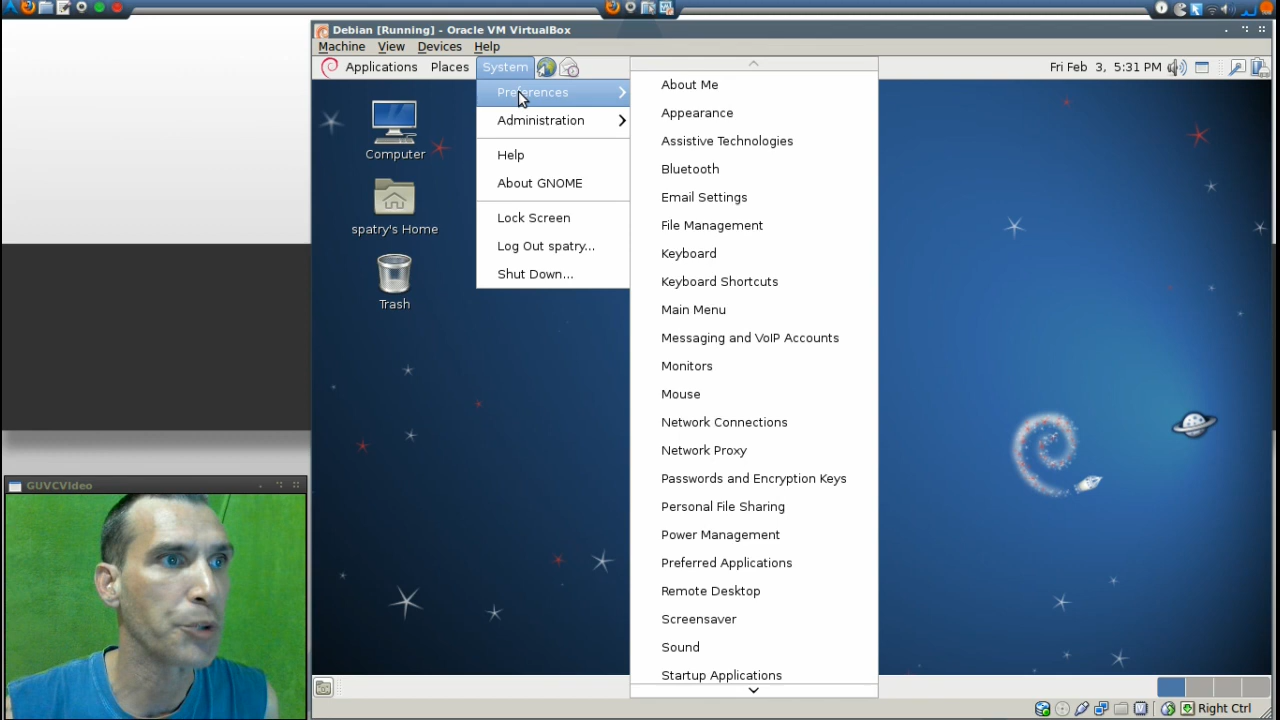 Debian [Running] - Oracle VM VirtualBox
Machine View Devices Help
Applications Places System
Fri Feb 3, 5:31 PM
Computer
spatry's Home
Trash
Preferences
Administration
Help
About GNOME
Lock Screen
Log Out spatry...
Shut Down...
About Me
Appearance
Assistive Technologies
Bluetooth
Email Settings
File Management
Keyboard
Keyboard Shortcuts
Main Menu
Messaging and VoIP Accounts
Monitors
Mouse
Network Connections
Network Proxy
Passwords and Encryption Keys
Personal File Sharing
Power Management
Preferred Applications
Remote Desktop
Screensaver
Sound
Startup Applications
GUVCVideo
Right Ctrl